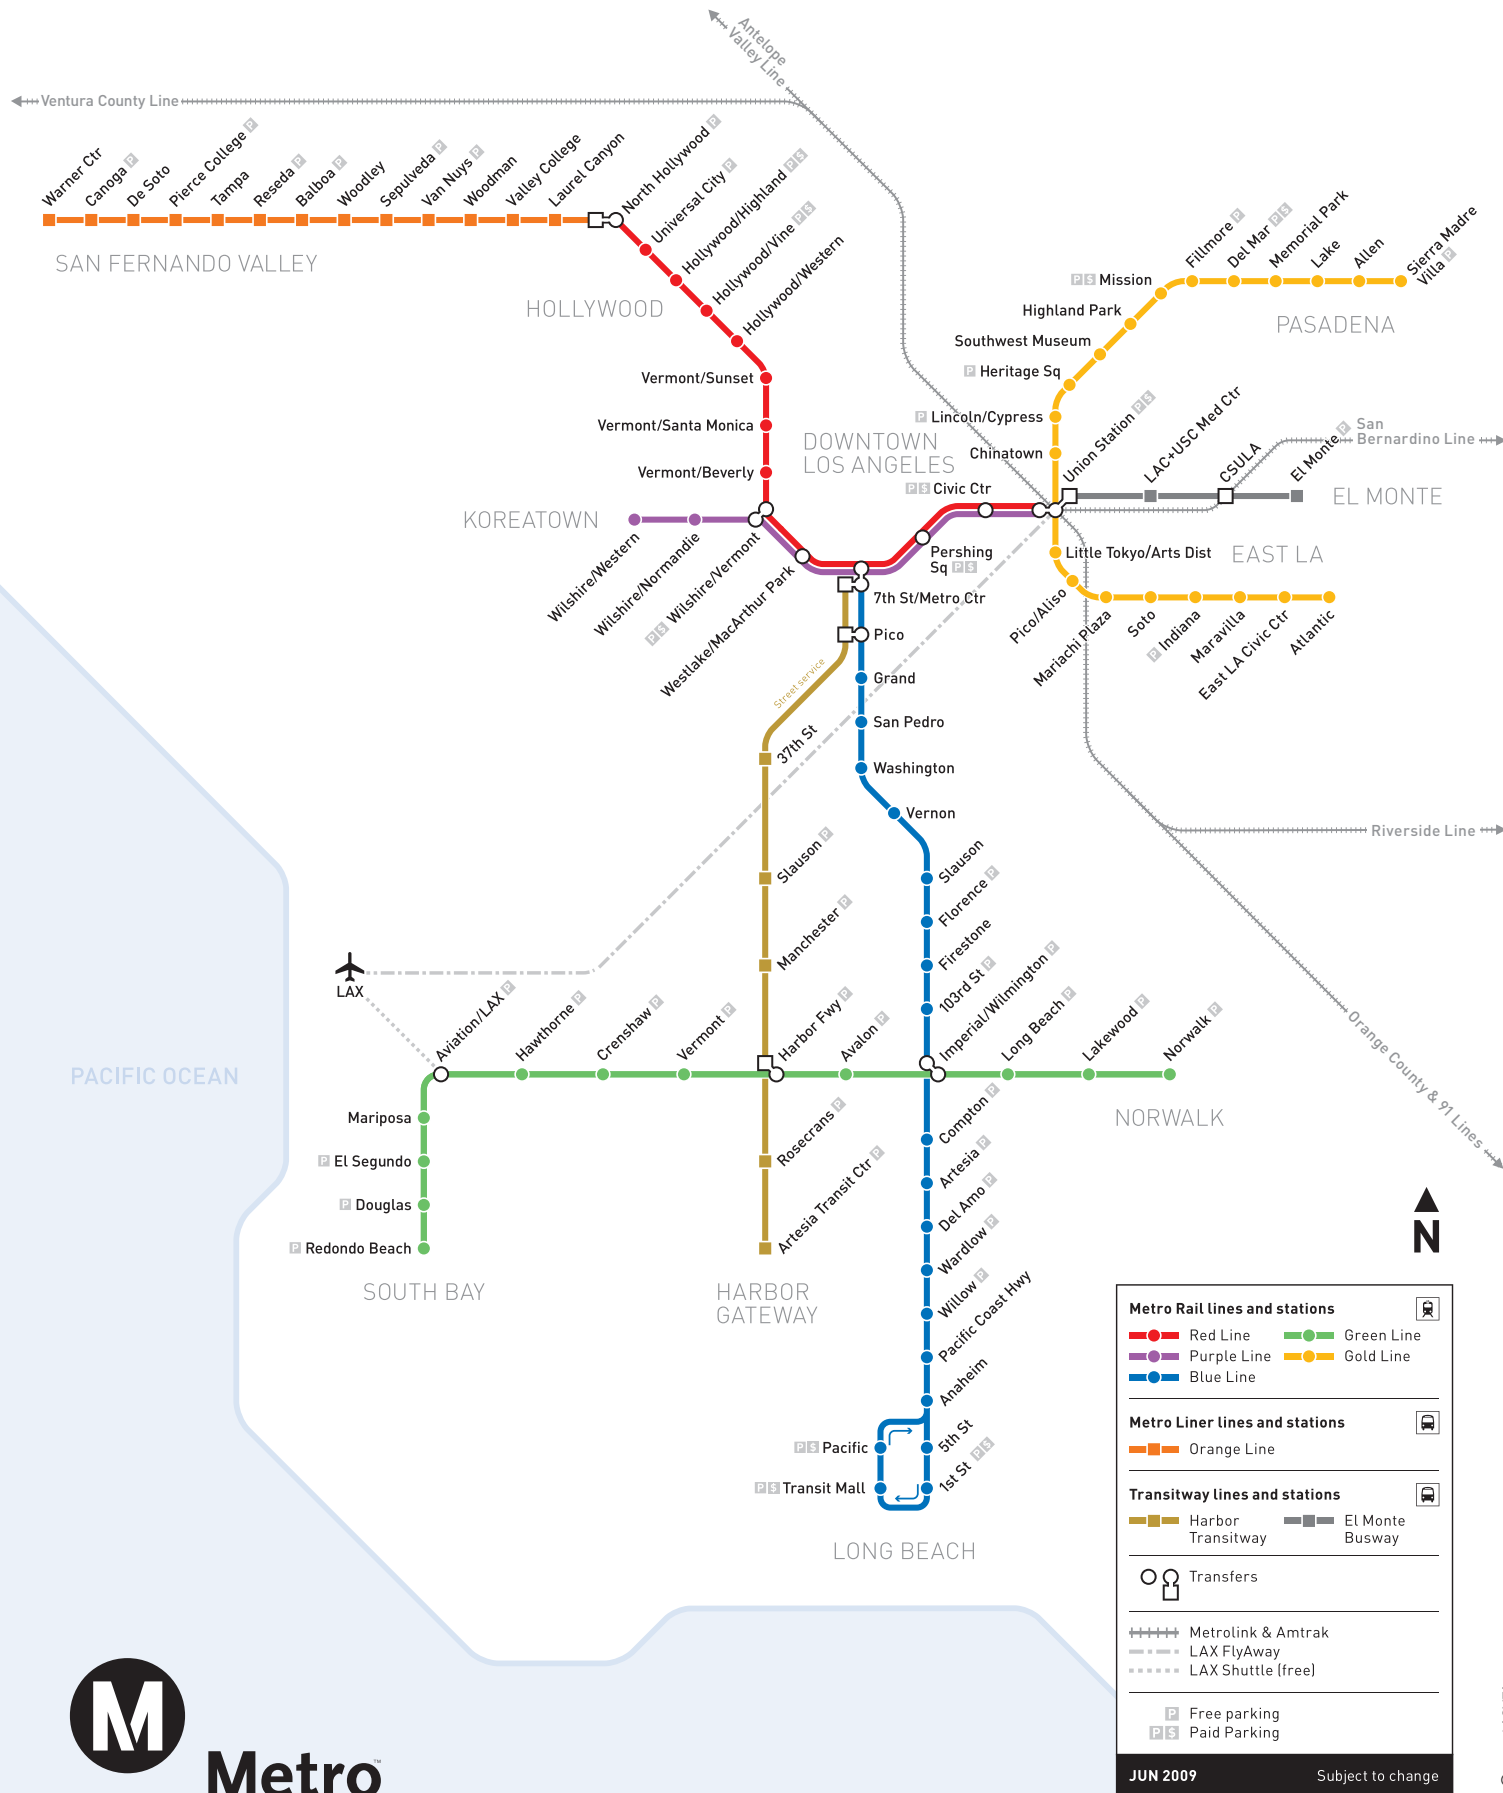 Antelope
Valley Line
Ventura County Line
Warner Ctr
Canoga P
De Soto
Pierce College P
Tampa
Reseda P
Balboa P
Woodley
Sepulveda P
Van Nuys P
Woodman
Valley College
Laurel Canyon
North Hollywood P
Universal City P
Hollywood/Highland P $
Hollywood/Vine P $
Hollywood/Western
SAN FERNANDO VALLEY
HOLLYWOOD
Vermont/Sunset
Vermont/Santa Monica
Vermont/Beverly
Fillmore P
Del Mar P $
Memorial Park
Lake
Allen
Sierra Madre
Villa P
P $ Mission
Highland Park
Southwest Museum
P Heritage Sq
P Lincoln/Cypress
Chinatown
PASADENA
DOWNTOWN
LOS ANGELES
Union Station P $
LAC+USC Med Ctr
CSULA
El Monte P
San
Bernardino Line
EL MONTE
P $ Civic Ctr
KOREATOWN
Wilshire/Western
Wilshire/Normandie
P $ Wilshire/Vermont
Westlake/MacArthur Park
Pershing
Sq P $
7th St/Metro Ctr
Little Tokyo/Arts Dist
EAST LA
Pico/Aliso
Mariachi Plaza
Soto
P Indiana
Maravilla
East LA Civic Ctr
Atlantic
Pico
Grand
San Pedro
Washington
Vernon
Street service
37th St
Slauson P
Manchester P
Slauson
Florence P
Firestone
103rd St P
Riverside Line
LAX
Aviation/LAX P
Hawthorne P
Crenshaw P
Vermont P
Harbor Fwy P
Avalon P
Imperial/Wilmington P
Long Beach P
Lakewood P
Norwalk P
Orange County & 91 Lines
PACIFIC OCEAN
NORWALK
Mariposa
P El Segundo
P Douglas
P Redondo Beach
SOUTH BAY
Rosecrans P
Artesia Transit Ctr P
HARBOR
GATEWAY
Compton P
Artesia P
Del Amo P
Wardlow P
Willow P
Pacific Coast Hwy
Anaheim
5th St
1st St P $
P $ Pacific
P $ Transit Mall
LONG BEACH
N
Metro Rail lines and stations
Red Line
Green Line
Purple Line
Gold Line
Blue Line
Metro Liner lines and stations
Orange Line
Transitway lines and stations
Harbor
Transitway
El Monte
Busway
Transfers
Metrolink & Amtrak
LAX FlyAway
LAX Shuttle (free)
P Free parking
P $ Paid Parking
JUN 2009 Subject to change
M
Metro™